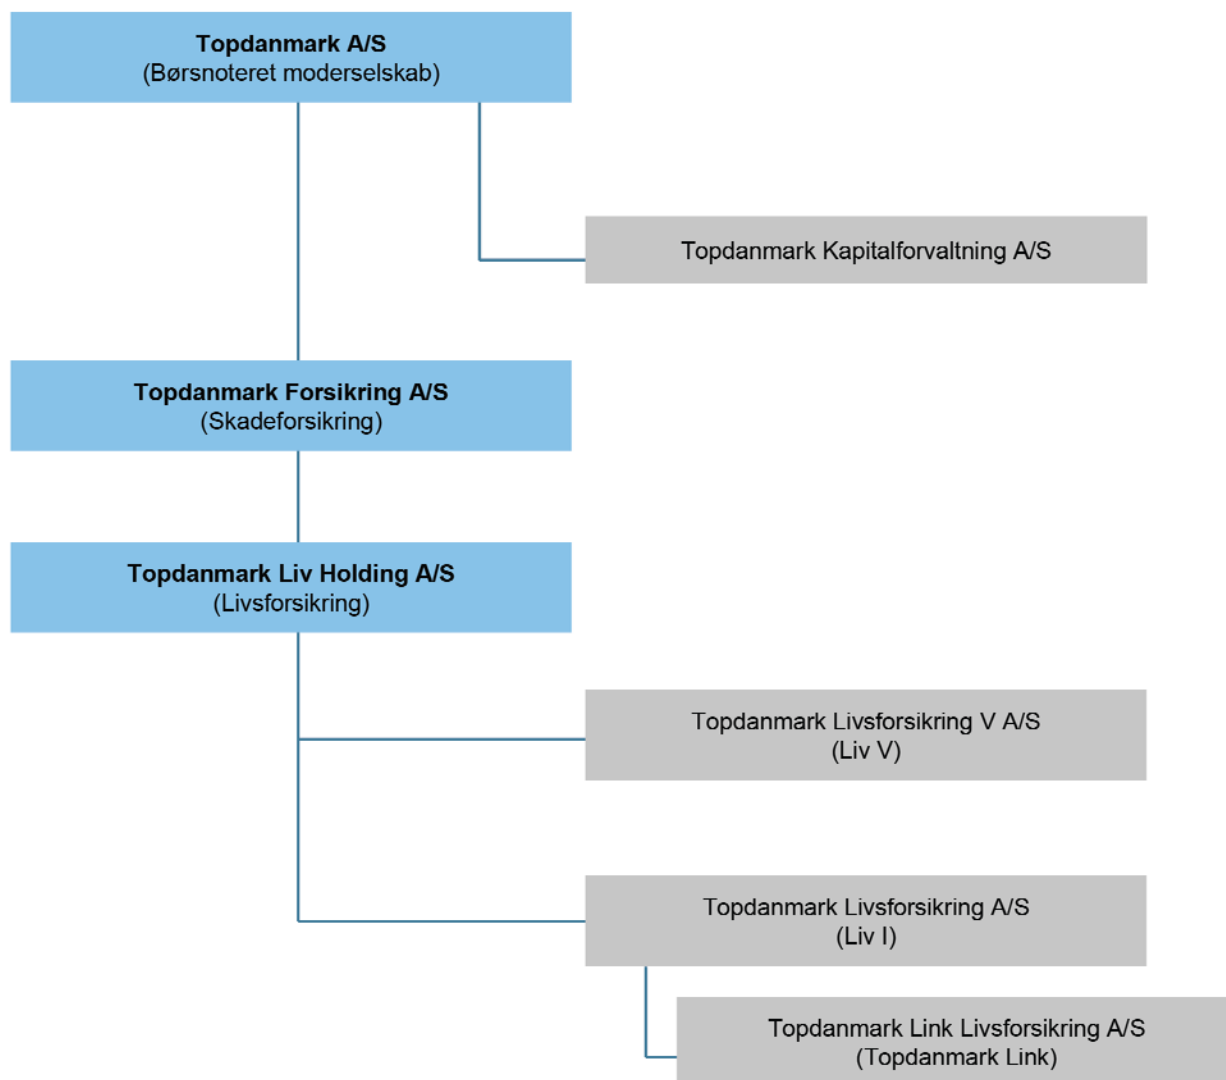 Topdanmark A/S
(Børsnoteret moderselskab)
Topdanmark Kapitalforvaltning A/S
Topdanmark Forsikring A/S
(Skadeforsikring)
Topdanmark Liv Holding A/S
(Livsforsikring)
Topdanmark Livsforsikring V A/S
(Liv V)
Topdanmark Livsforsikring A/S
(Liv I)
Topdanmark Link Livsforsikring A/S
(Topdanmark Link)